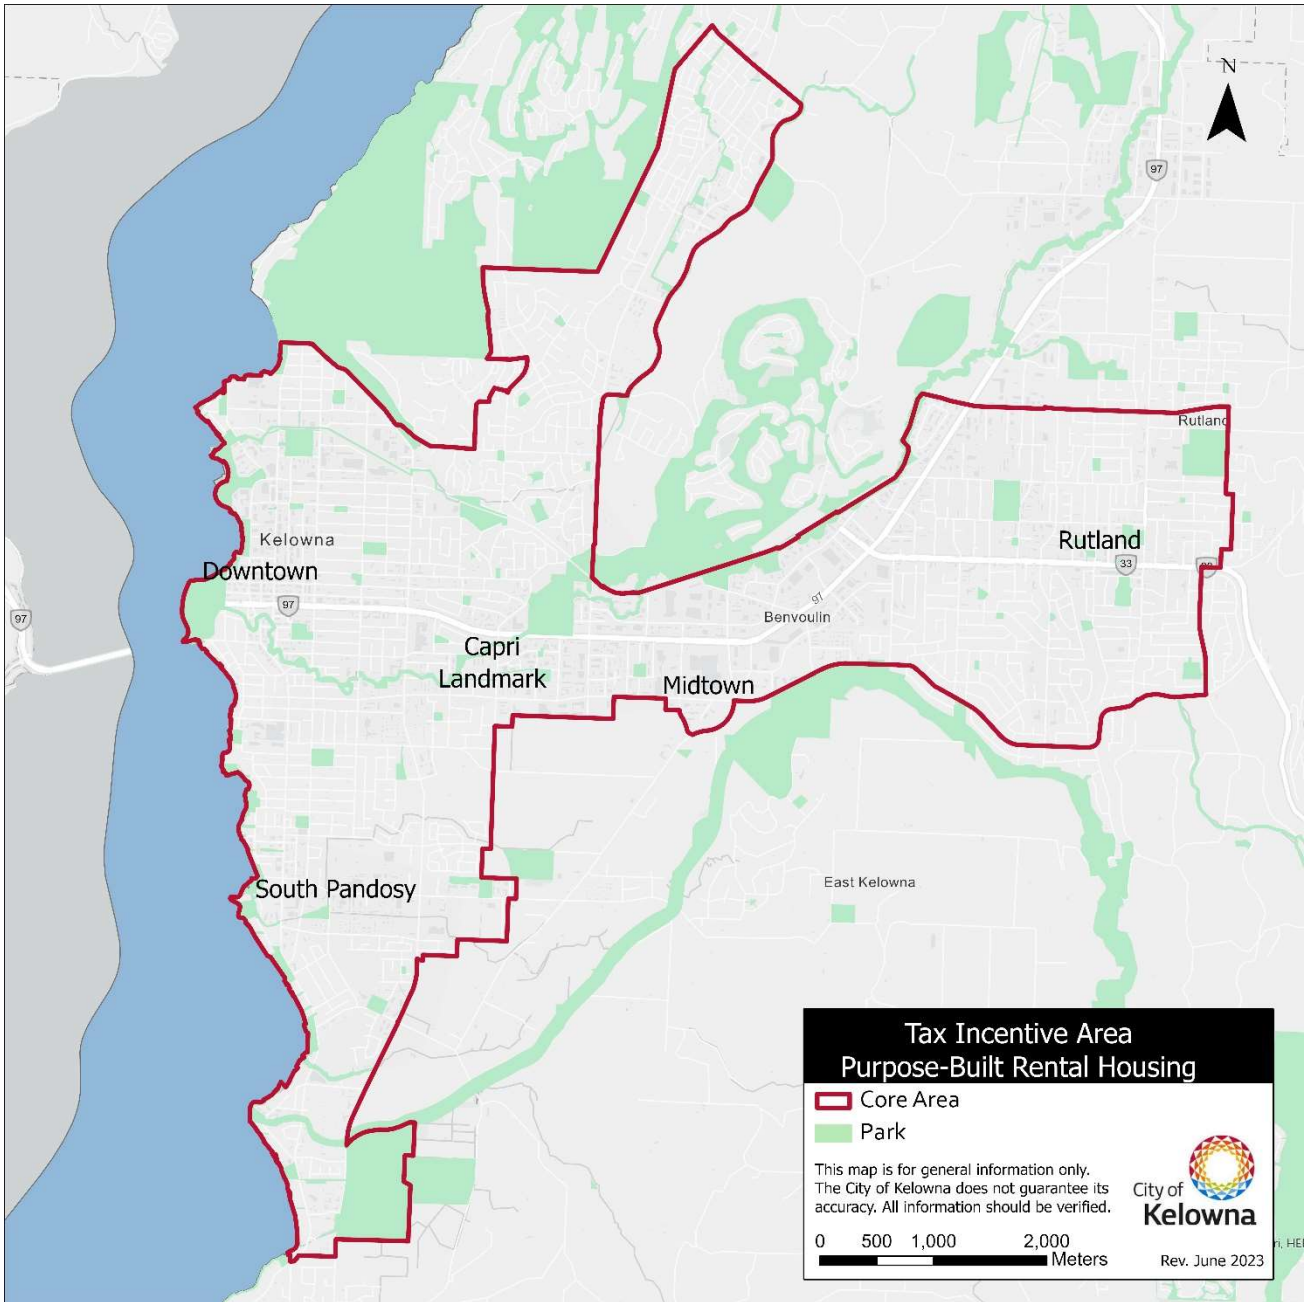 N
97
Rutland
Kelowna
Rutland
Downtown
33
97
97
97
Benvoulin
Capri
Landmark
Midtown
South Pandosy
East Kelowna
Tax Incentive Area
Purpose-Built Rental Housing
Core Area
Park
This map is for general information only.
The City of Kelowna does not guarantee its
accuracy. All information should be verified.
City of
Kelowna
0 500 1,000 2,000
Meters
Rev. June 2023